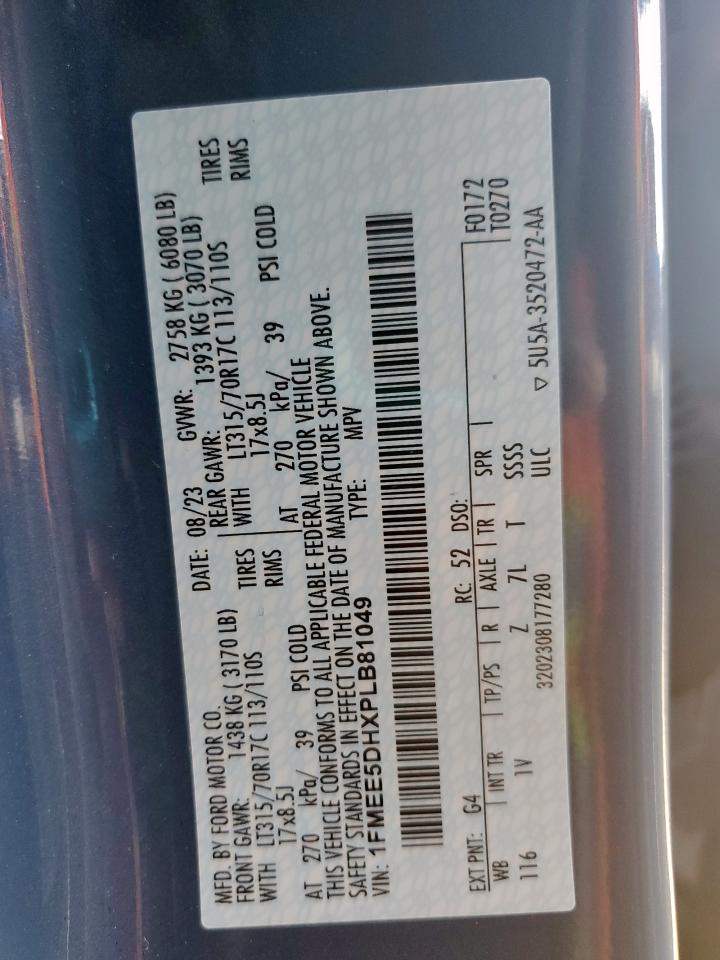 MFD. BY FORD MOTOR CO. DATE: 08/23 GVWR: 2758 KG ( 6080 LB)
FRONT GAWR: 1438 KG ( 3170 LB) REAR GAWR: 1393 KG ( 3070 LB)
WITH LT315/70R17C 113/110S TIRES WITH LT315/70R17C 113/110S TIRES
17x8.5J RIMS 17x8.5J RIMS
AT 270 kPa/ 39 PSI COLD AT 270 kPa/ 39 PSI COLD
THIS VEHICLE CONFORMS TO ALL APPLICABLE FEDERAL MOTOR VEHICLE
SAFETY STANDARDS IN EFFECT ON THE DATE OF MANUFACTURE SHOWN ABOVE.
VIN: 1FMEE5DHXPLB81049 TYPE: MPV
EXT PNT: G4 RC: 52 DSO: F0172
WB INT TR TP/PS R AXLE TR SPR T0270
116 1V Z 7L T SSSS
3202308177280 ULC ▽ 5U5A-3520472-AA